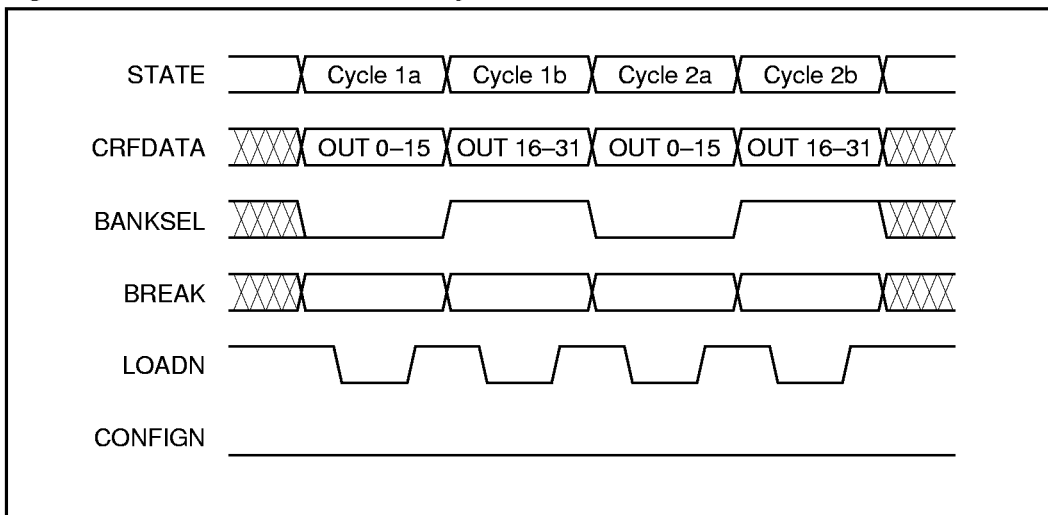 STATE Cycle 1a Cycle 1b Cycle 2a Cycle 2b
CRFDATA OUT 0–15 OUT 16–31 OUT 0–15 OUT 16–31
BANKSEL
BREAK
LOADN
CONFIGN